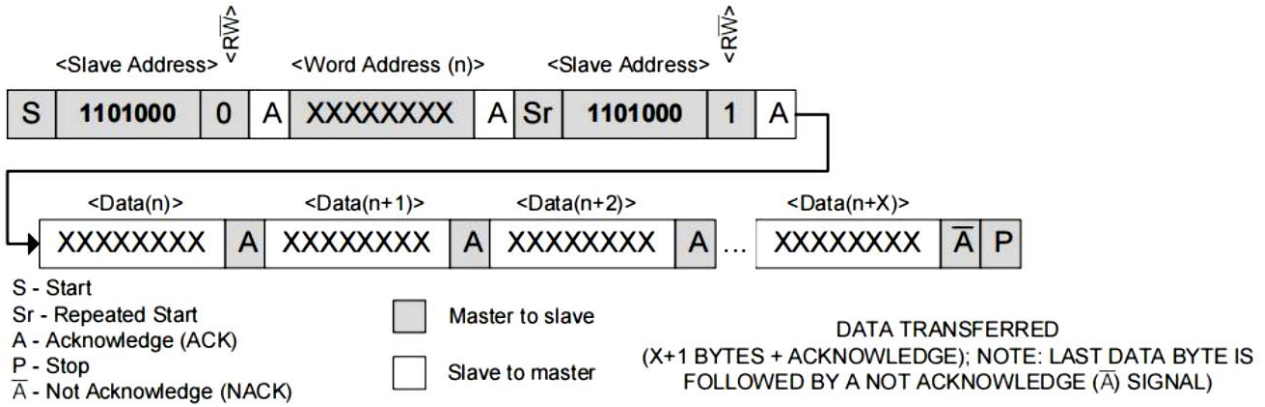 <RW̅> <RW̅>
<Slave Address> <Word Address (n)> <Slave Address>
S 1101000 0 A XXXXXXXX A Sr 1101000 1 A
<Data(n)> <Data(n+1)> <Data(n+2)> <Data(n+X)>
XXXXXXXX A XXXXXXXX A XXXXXXXX A ... XXXXXXXX A̅ P
S - Start
Sr - Repeated Start
A - Acknowledge (ACK)
P - Stop
A̅ - Not Acknowledge (NACK)
Master to slave
Slave to master
DATA TRANSFERRED
(X+1 BYTES + ACKNOWLEDGE); NOTE: LAST DATA BYTE IS
FOLLOWED BY A NOT ACKNOWLEDGE (A̅) SIGNAL)